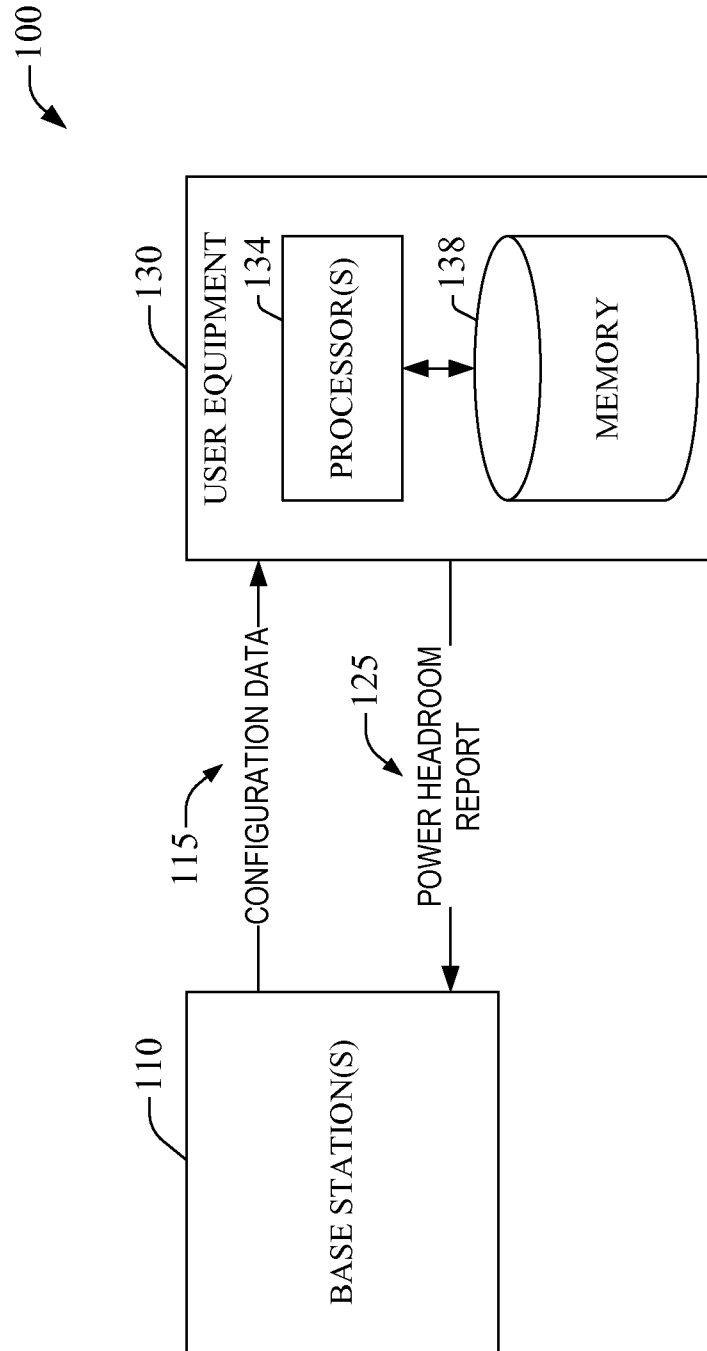 100
110
BASE STATION(S)
115
CONFIGURATION DATA
125
POWER HEADROOM
REPORT
130
USER EQUIPMENT
134
PROCESSOR(S)
138
MEMORY